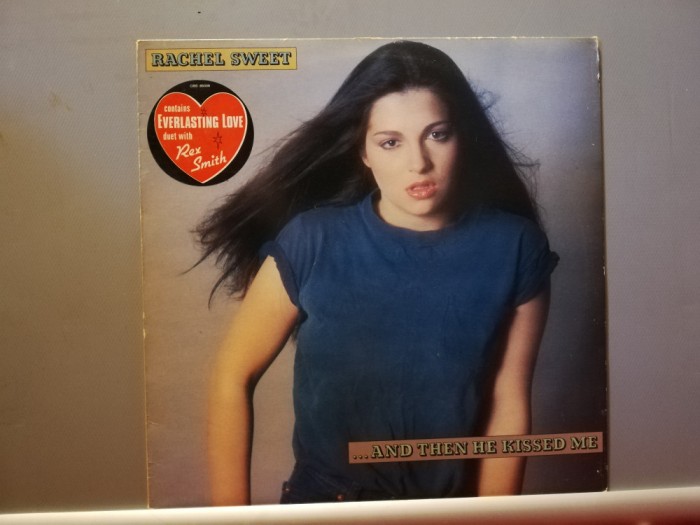 RACHEL SWEET
contains
EVERLASTING LOVE
duet with
Rex
Smith
...AND THEN HE KISSED ME